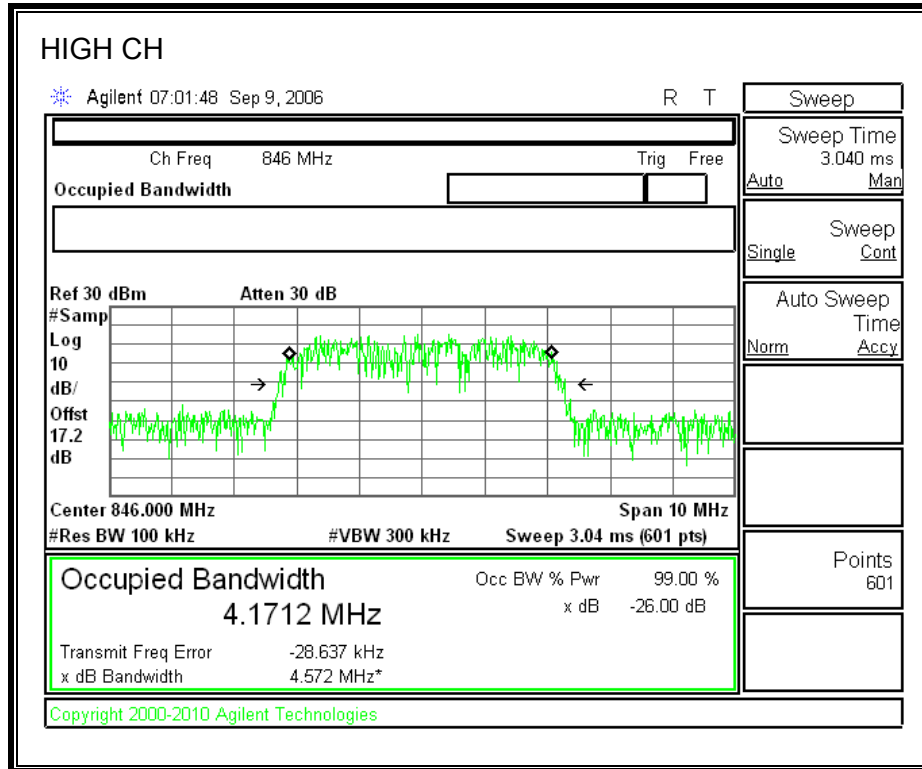 HIGH CH
Agilent 07:01:48 Sep 9, 2006 R T
Sweep
Ch Freq 846 MHz Trig Free
Occupied Bandwidth
Sweep Time
3.040 ms
Auto Man
Sweep
Single Cont
Auto Sweep
Time
Norm Accy
Ref 30 dBm Atten 30 dB
#Samp
Log
10
dB/
Offst
17.2
dB
Center 846.000 MHz Span 10 MHz
#Res BW 100 kHz #VBW 300 kHz Sweep 3.04 ms (601 pts)
Points
601
Occupied Bandwidth Occ BW % Pwr 99.00 %
4.1712 MHz x dB -26.00 dB
Transmit Freq Error -28.637 kHz
x dB Bandwidth 4.572 MHz*
Copyright 2000-2010 Agilent Technologies